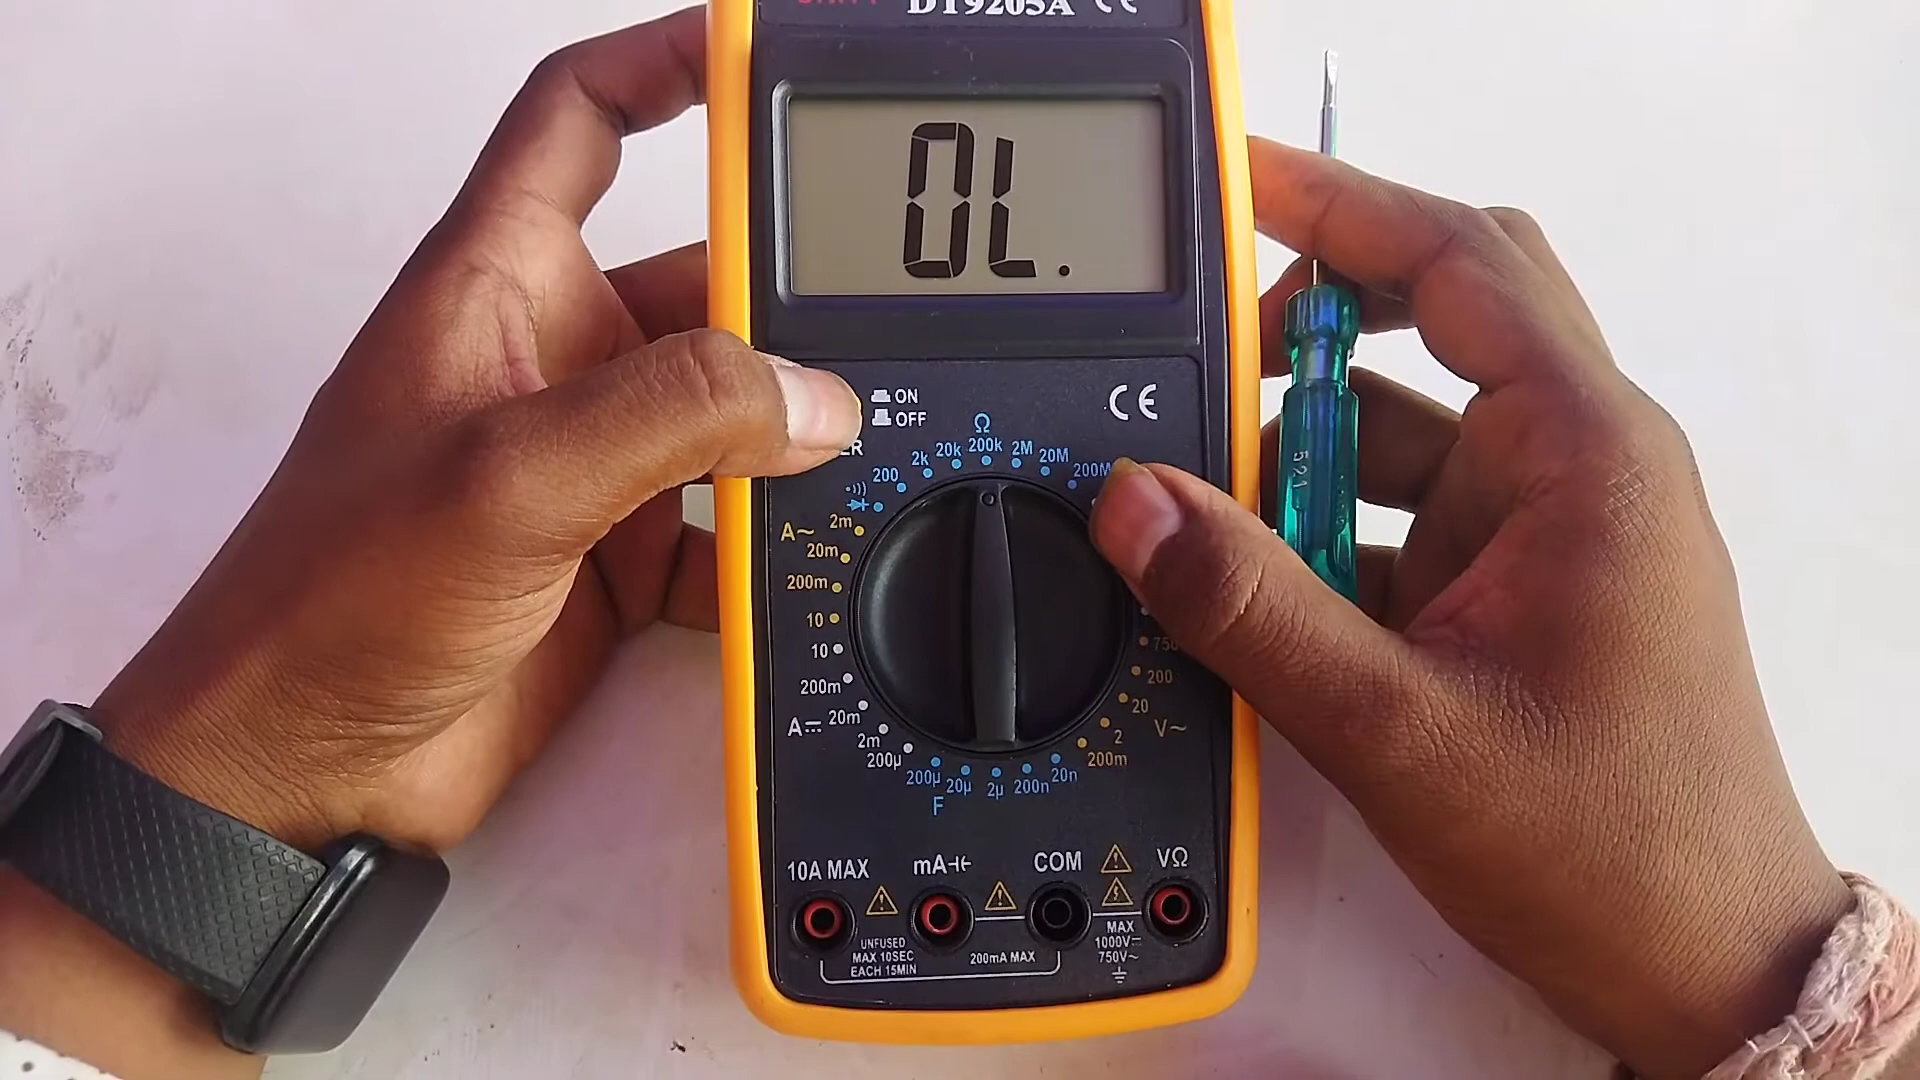 DT9205A CE
OL.
ON
OFF
CE
Ω
200 2k 20k 200k 2M 20M 200M
A~ 2m
20m
200m
10
10
200m
A⎓ 20m
2m
200µ
750
200
20
V~ 2
200m
200µ 20µ 2µ 200n 20n
F
10A MAX mA COM VΩ
UNFUSED
MAX 10SEC
EACH 15MIN
200mA MAX
MAX
1000V⎓
750V~
521